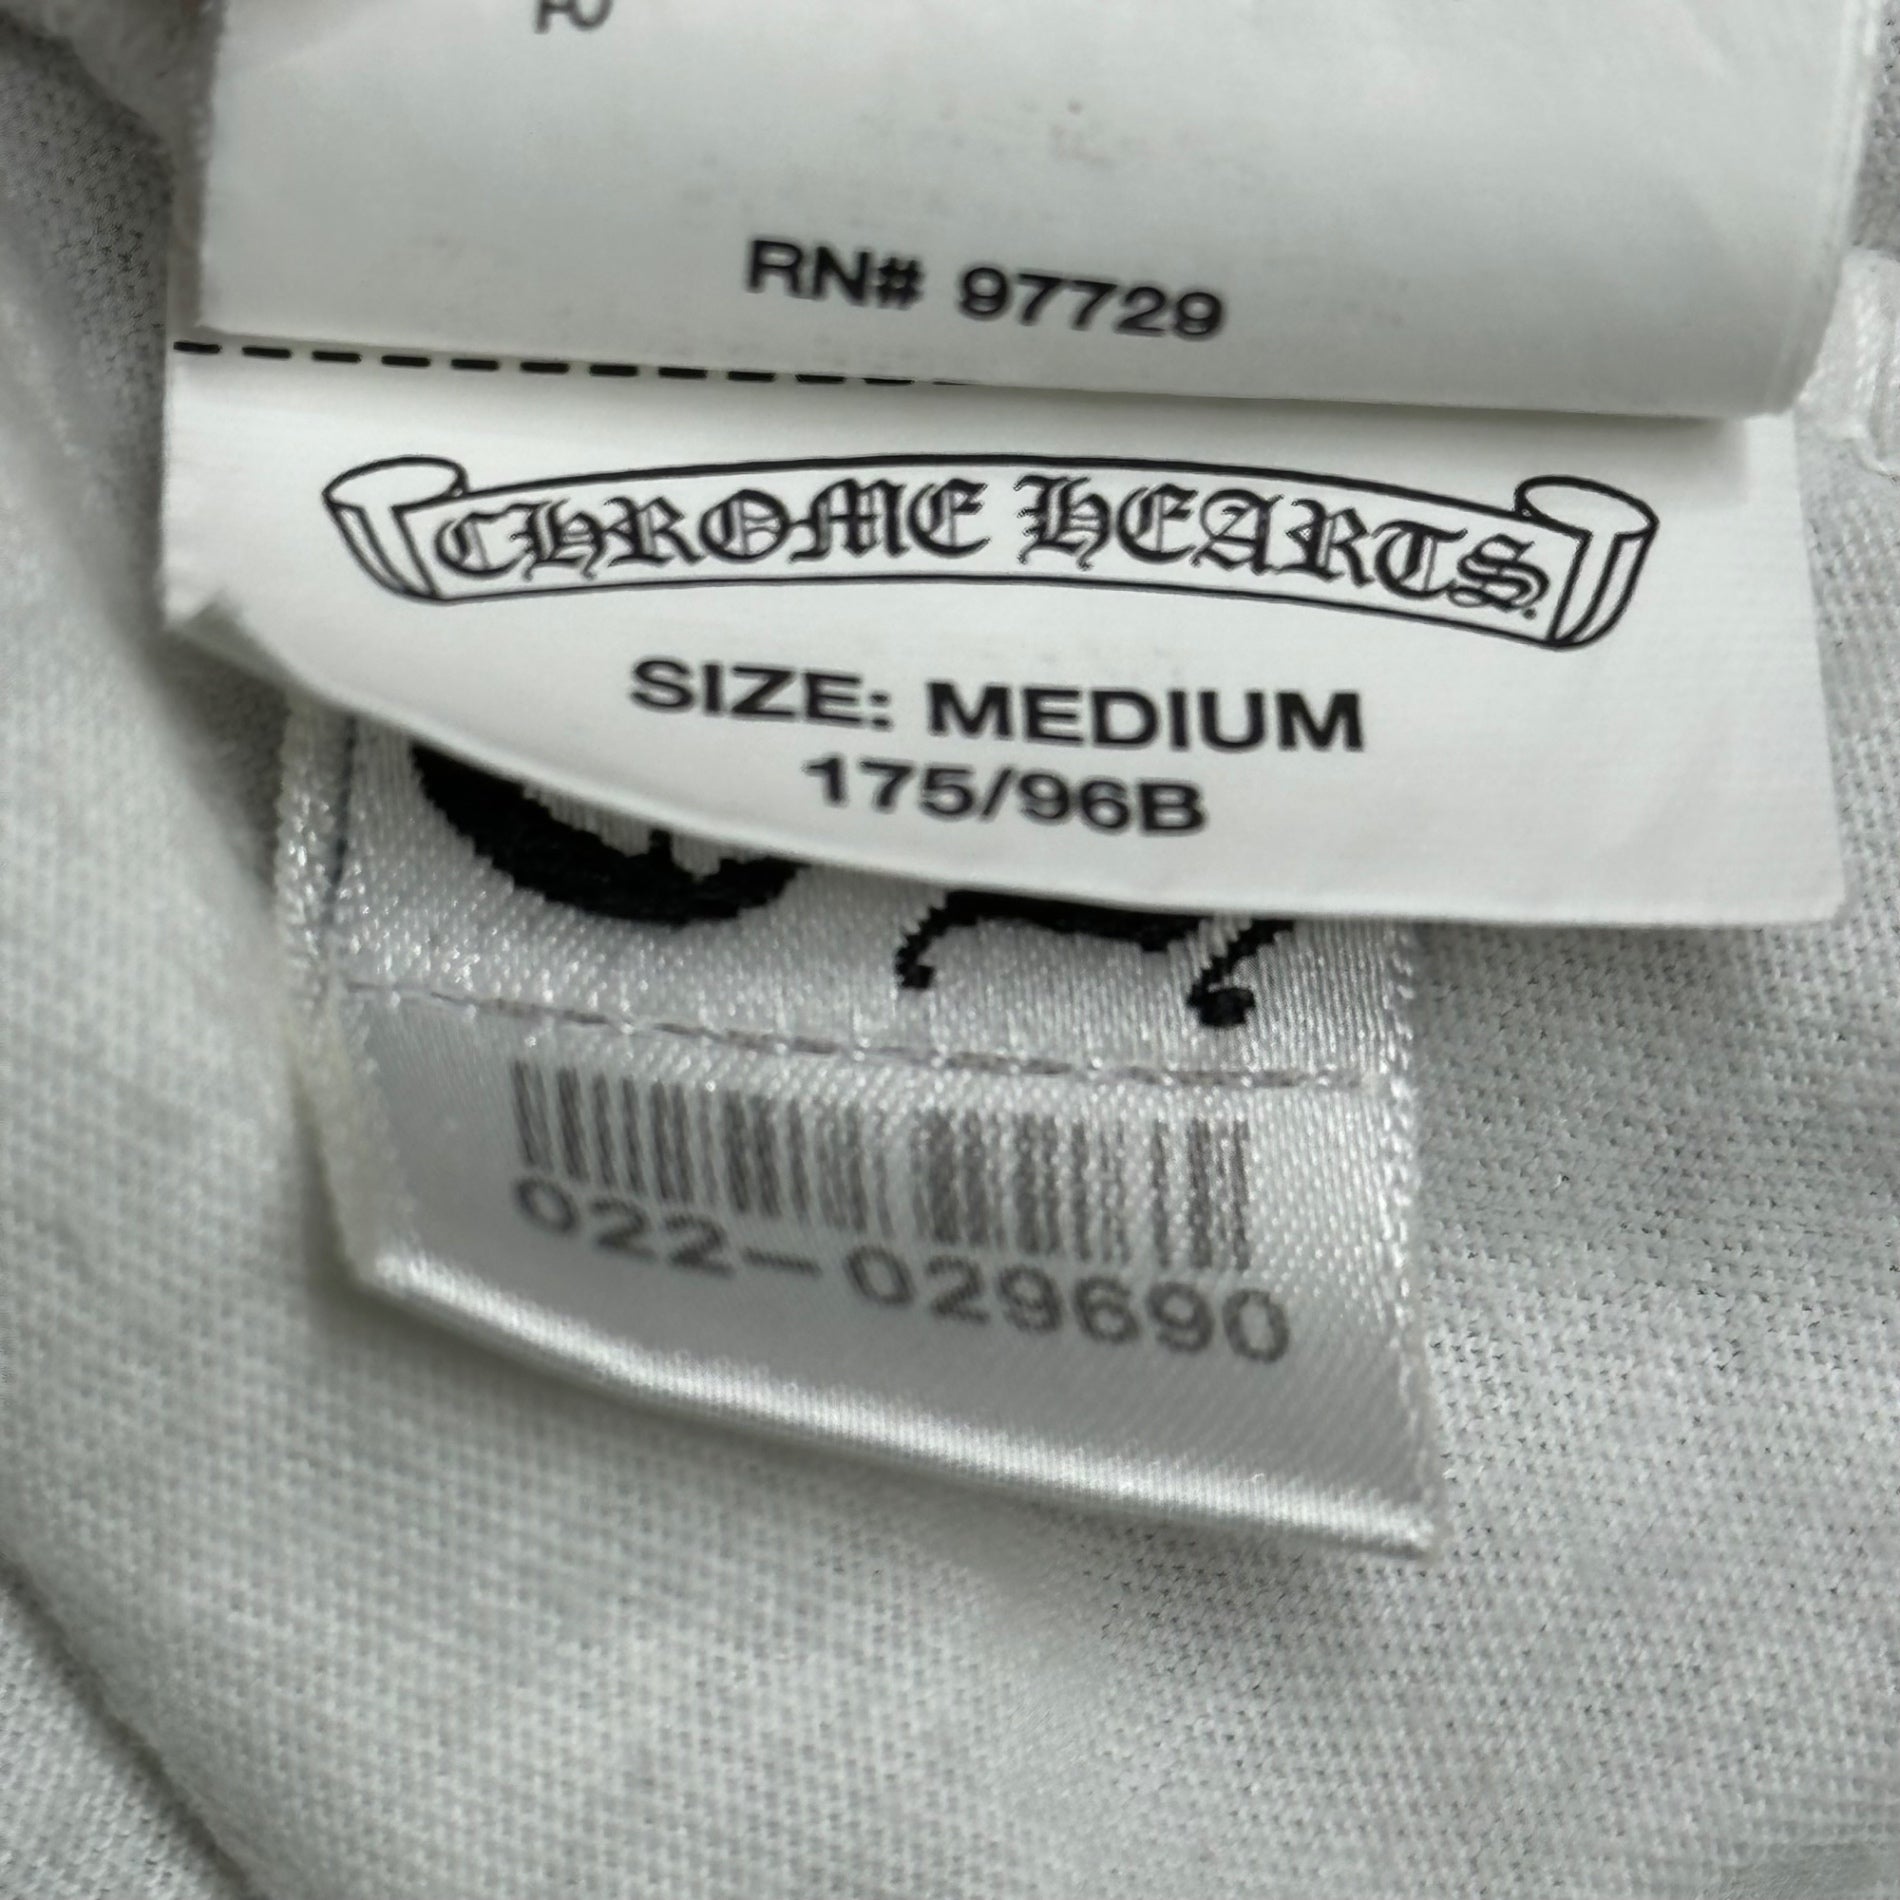 RN# 97729
CHROME HEARTS
SIZE: MEDIUM
175/96B
022-029690